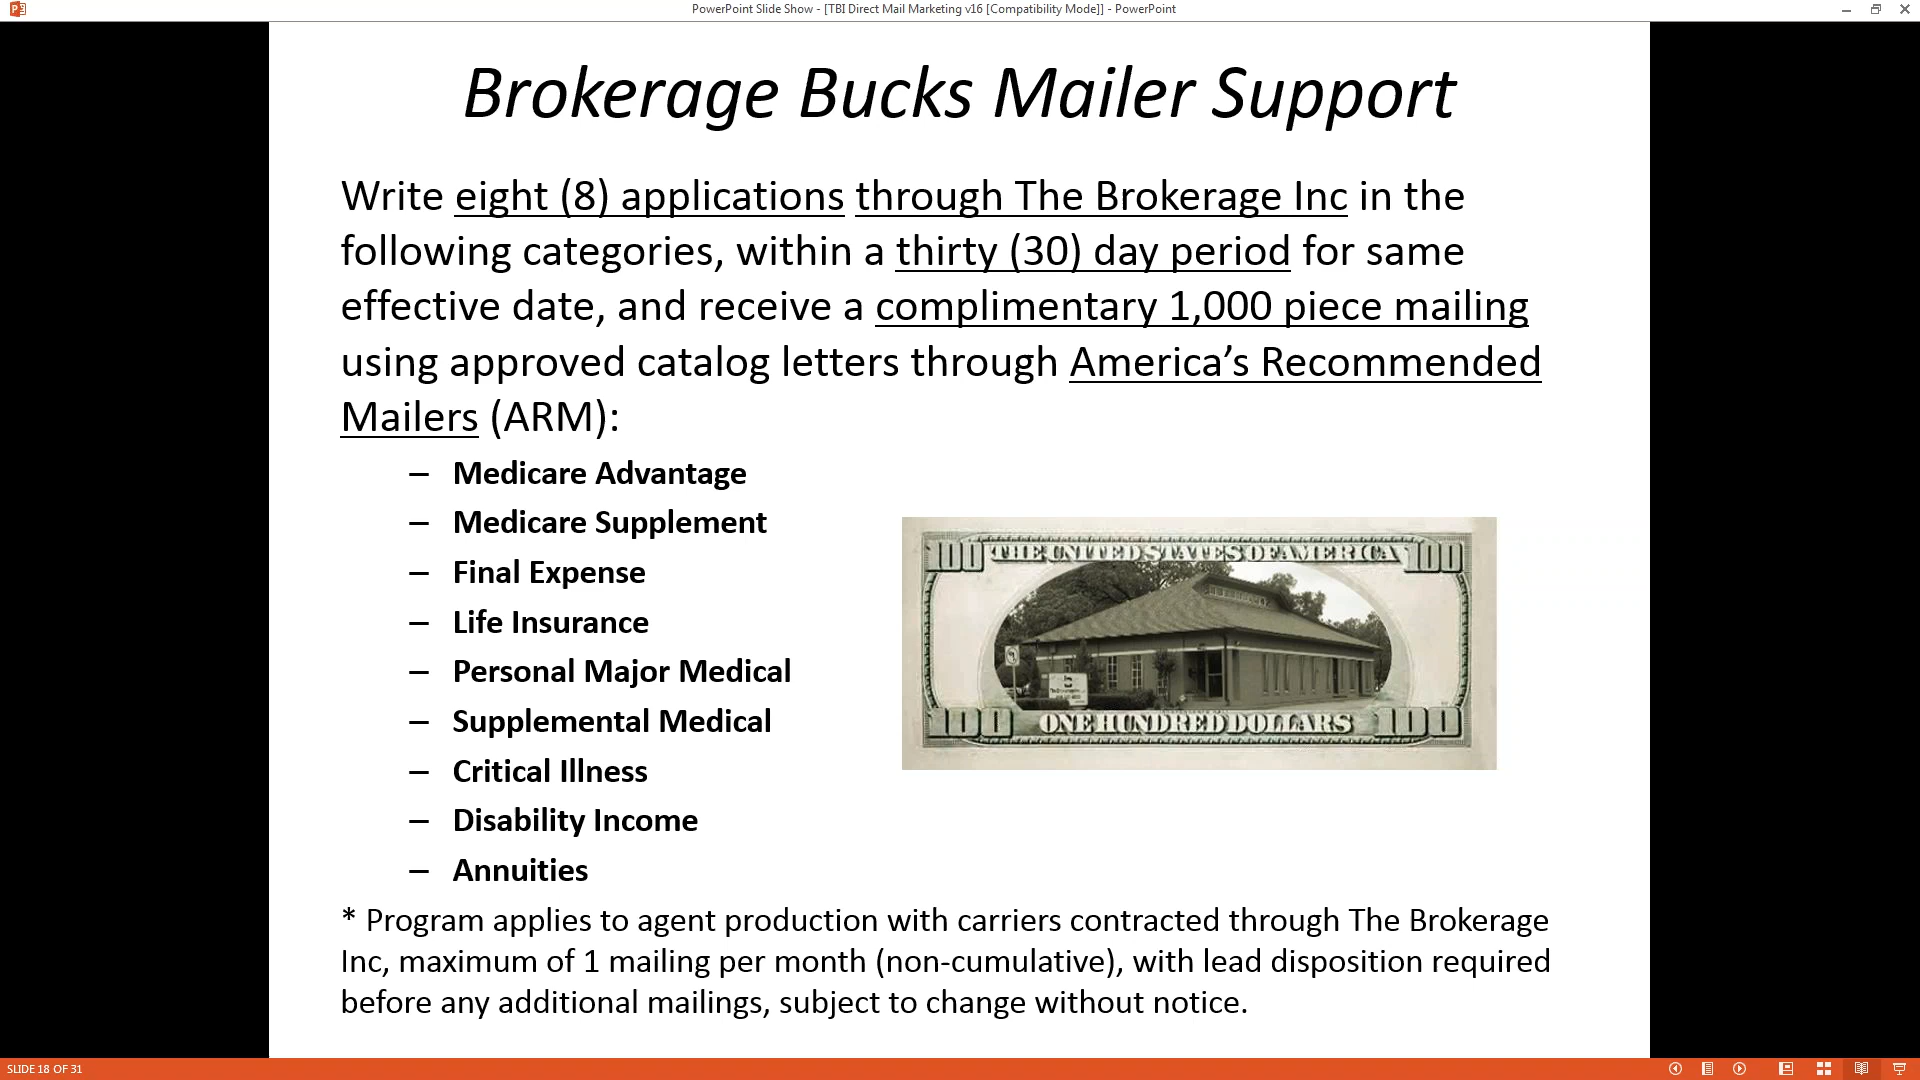 PowerPoint Slide Show - [TBI Direct Mail Marketing v16 [Compatibility Mode]] - PowerPoint
Brokerage Bucks Mailer Support
Write eight (8) applications through The Brokerage Inc in the
following categories, within a thirty (30) day period for same
effective date, and receive a complimentary 1,000 piece mailing
using approved catalog letters through America’s Recommended
Mailers (ARM):
– Medicare Advantage
– Medicare Supplement
– Final Expense
– Life Insurance
– Personal Major Medical
– Supplemental Medical
– Critical Illness
– Disability Income
– Annuities
100 THE UNITED STATES OF AMERICA 100
100 ONE HUNDRED DOLLARS 100
* Program applies to agent production with carriers contracted through The Brokerage
Inc, maximum of 1 mailing per month (non-cumulative), with lead disposition required
before any additional mailings, subject to change without notice.
SLIDE 18 OF 31